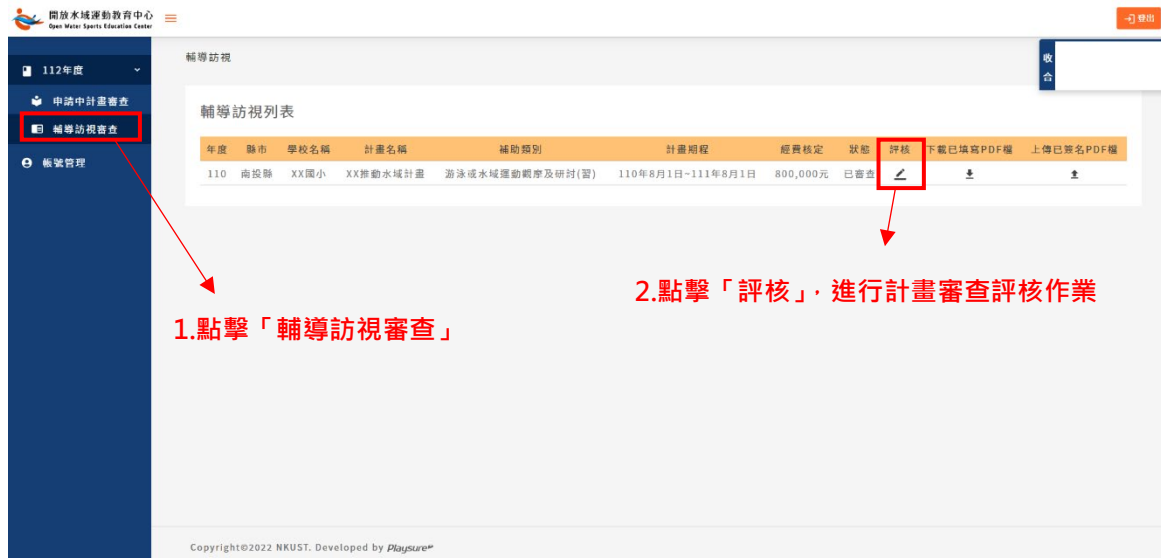 開放水域運動教育中心
Open Water Sports Education Center
登出
112年度
申請中計畫審查
輔導訪視審查
帳號管理
輔導訪視
收合
輔導訪視列表
年度 縣市 學校名稱 計畫名稱 補助類別 計畫期程 經費核定 狀態 評核 下載已填寫PDF檔 上傳已簽名PDF檔
110 南投縣 XX國小 XX推動水域計畫 游泳或水域運動觀摩及研討(習) 110年8月1日~111年8月1日 800,000元 已審查
2.點擊「評核」，進行計畫審查評核作業
1.點擊「輔導訪視審查」
Copyright©2022 NKUST. Developed by Playsure